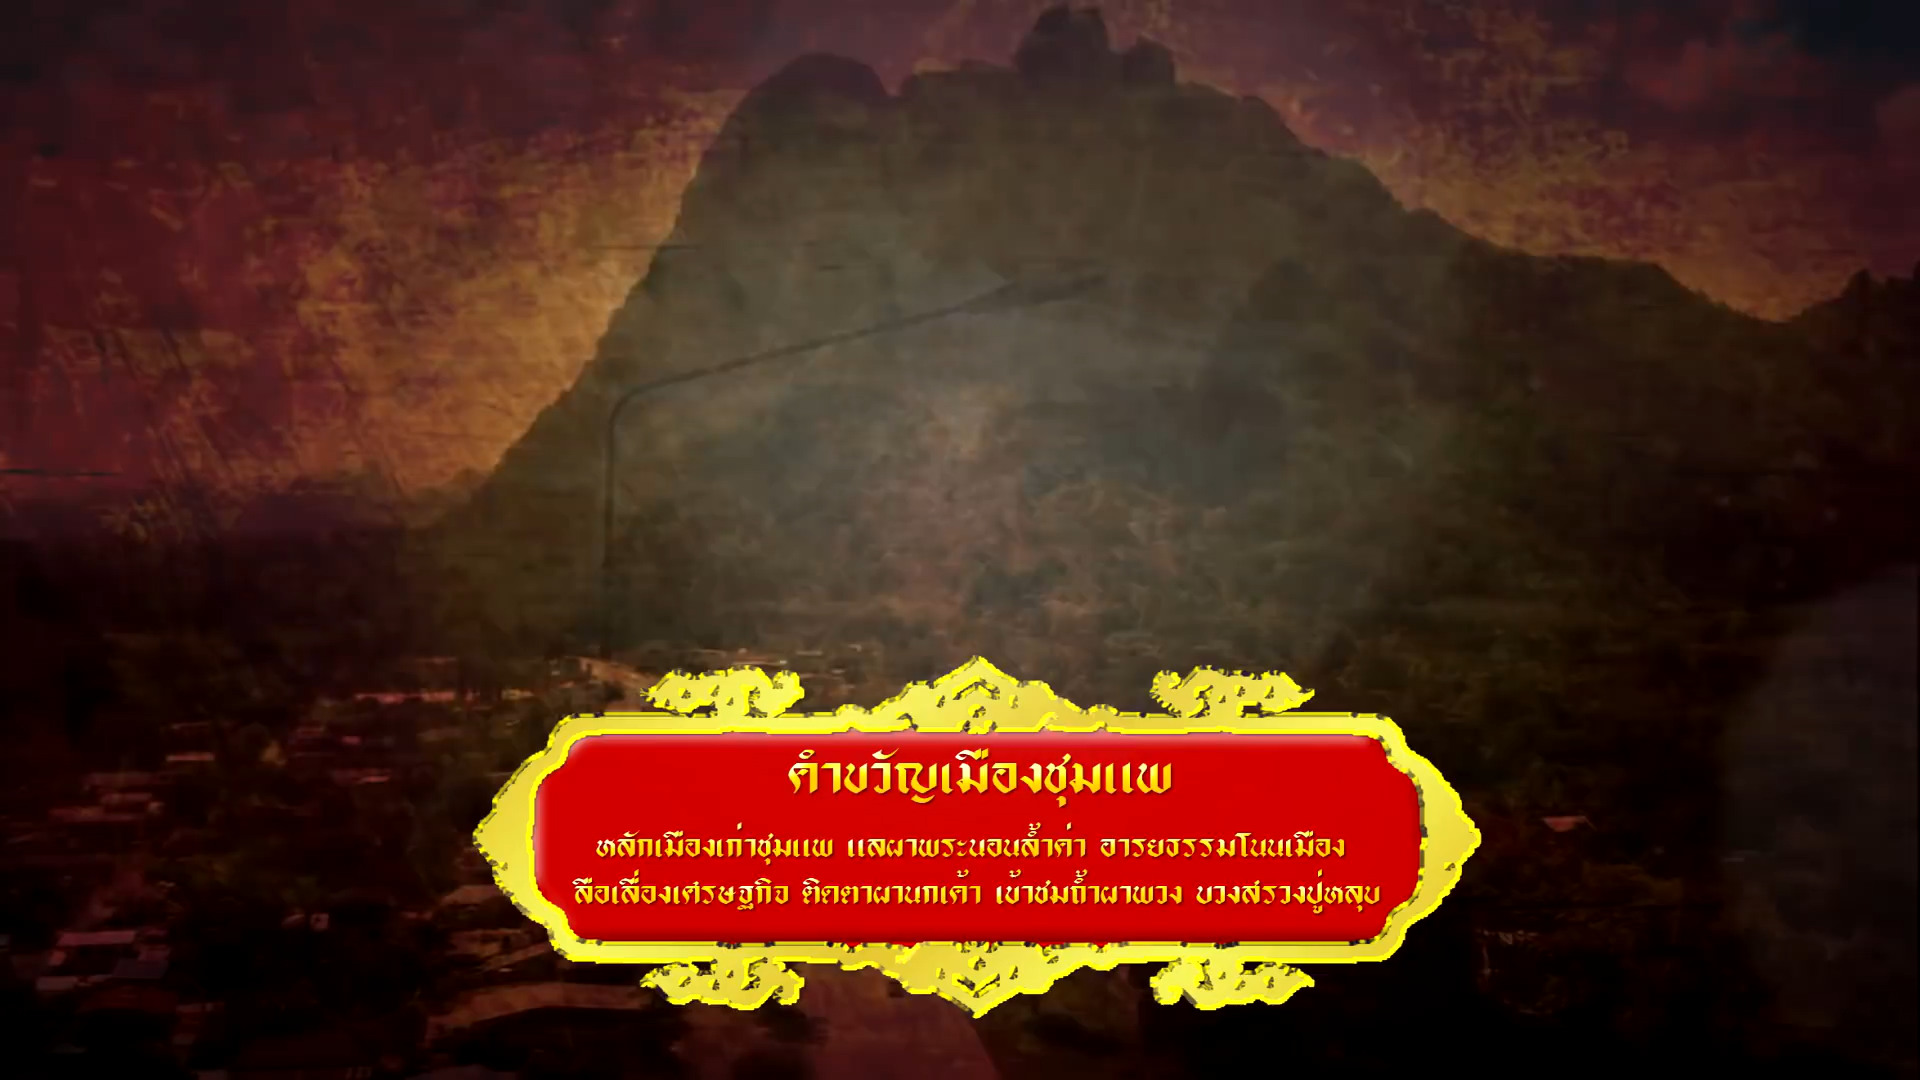 คำขวัญเมืองชุมแพ
หลักเมืองเก่าชุมแพ แลผาพระนอนล้ำค่า อารยธรรมโนนเมือง
ลือเลื่องเศรษฐกิจ ติดตาผานกเค้า เข้าชมถ้ำผาพวง บวงสรวงปู่หลุบ